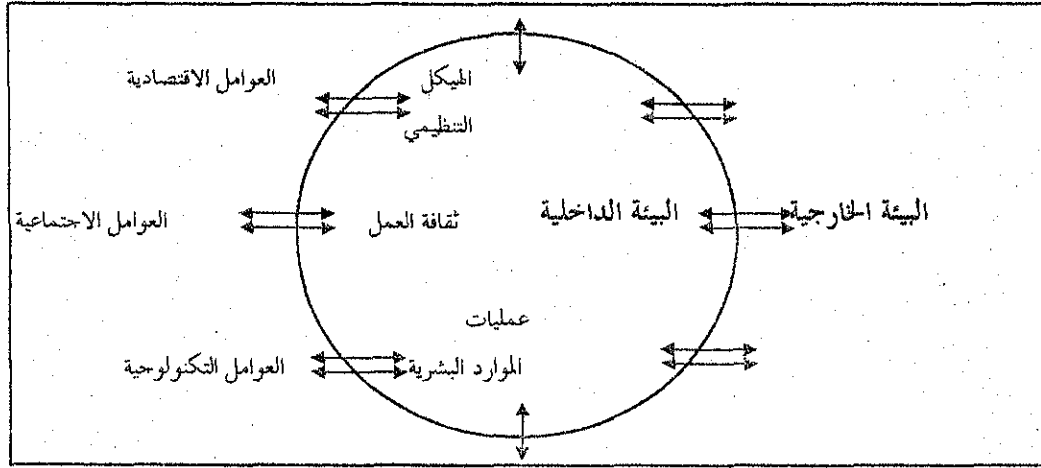 الهيكل
العوامل الاقتصادية
التنظيمي
البيئة الخارجية
البيئة الداخلية
ثقافة العمل
العوامل الاجتماعية
عمليات
الموارد البشرية
العوامل التكنولوجية